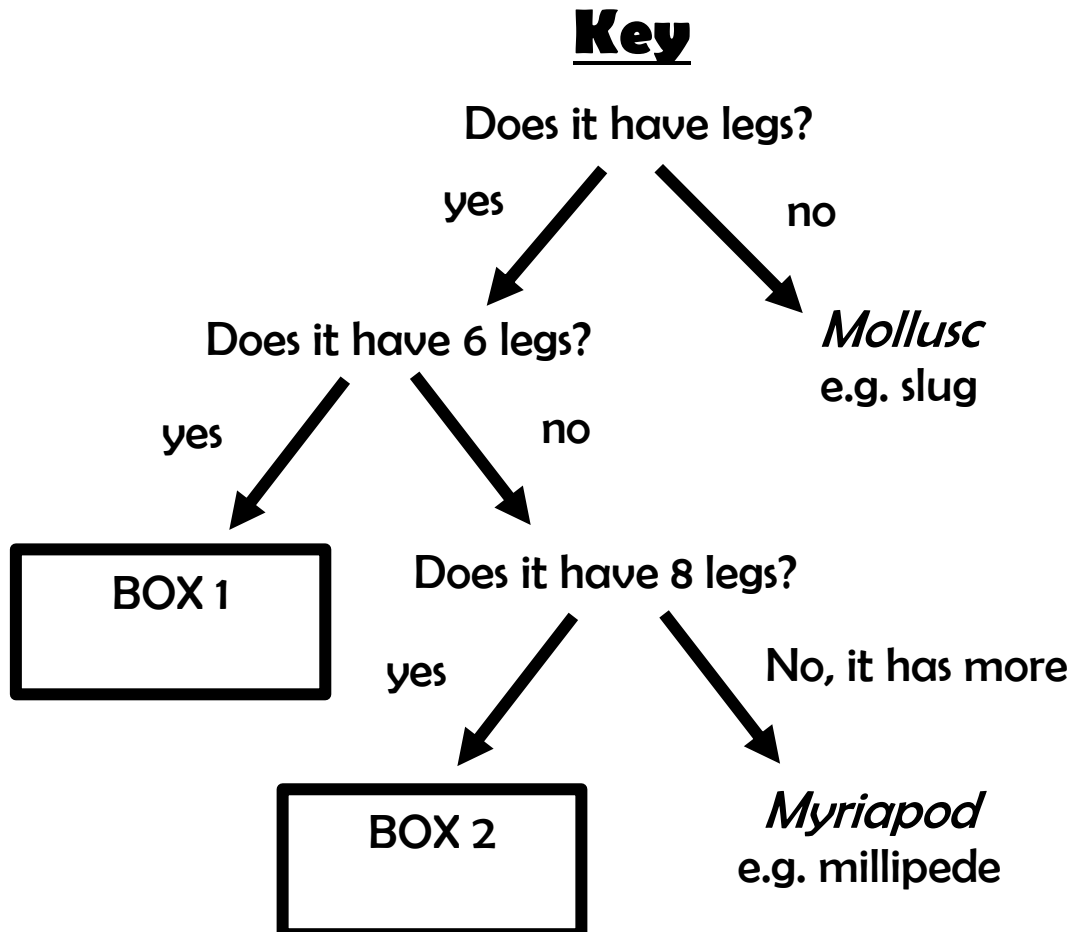 Key
Does it have legs?
yes
no
Does it have 6 legs?
Mollusc
e.g. slug
yes
no
BOX 1
Does it have 8 legs?
yes
No, it has more
BOX 2
Myriapod
e.g. millipede